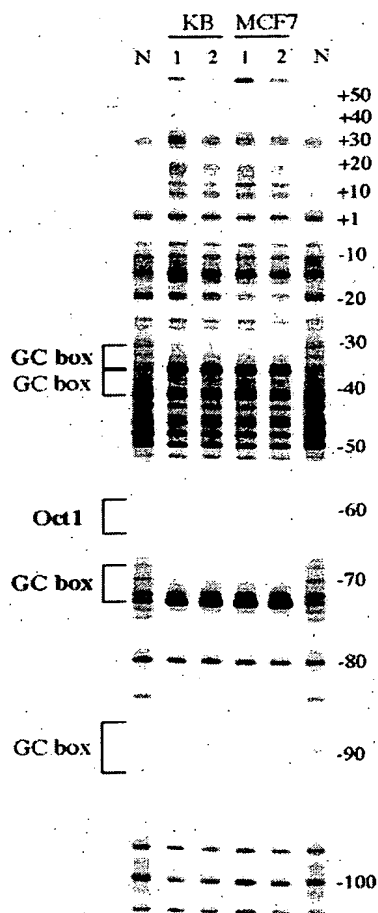 KB MCF7
N 1 2 1 2 N
+50
+40
+30
+20
+10
+1
-10
-20
-30
GC box
GC box
-40
-50
Oct1
-60
GC box
-70
-80
GC box
-90
-100